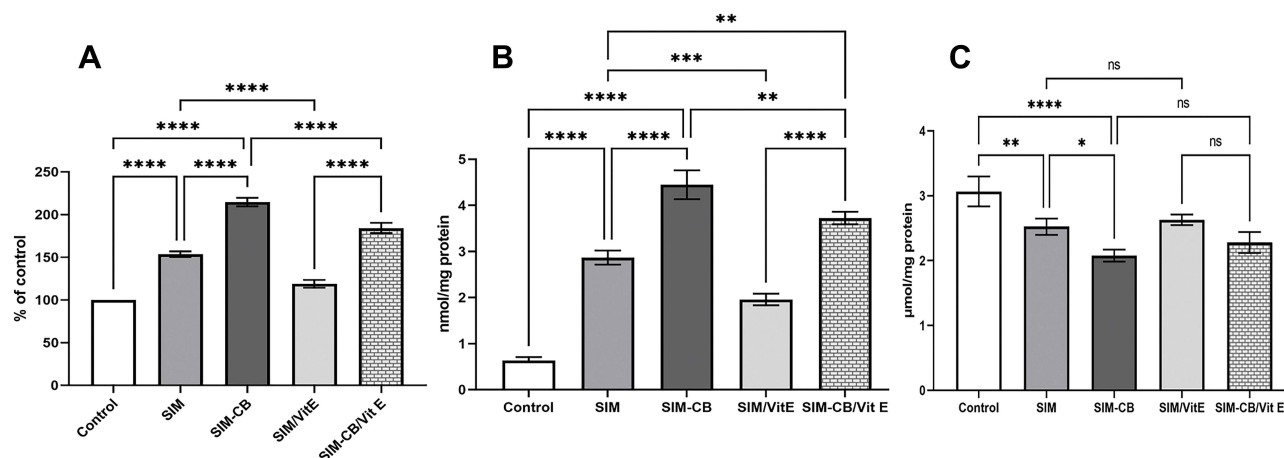 A
****
**** ****
**** **** ****
% of control
250
200
150
100
50
0
Control
SIM
SIM-CB
SIM/VitE
SIM-CB/Vit E
B
**
***
**** **
**** **** ****
nmol/mg protein
5
4
3
2
1
0
Control SIM SIM-CB SIM/VitE SIM-CB/Vit E
C
ns
**** ns
** * ns
µmol/mg protein
4
3
2
1
0
Control SIM SIM-CB SIM/VitE SIM-CB/Vit E